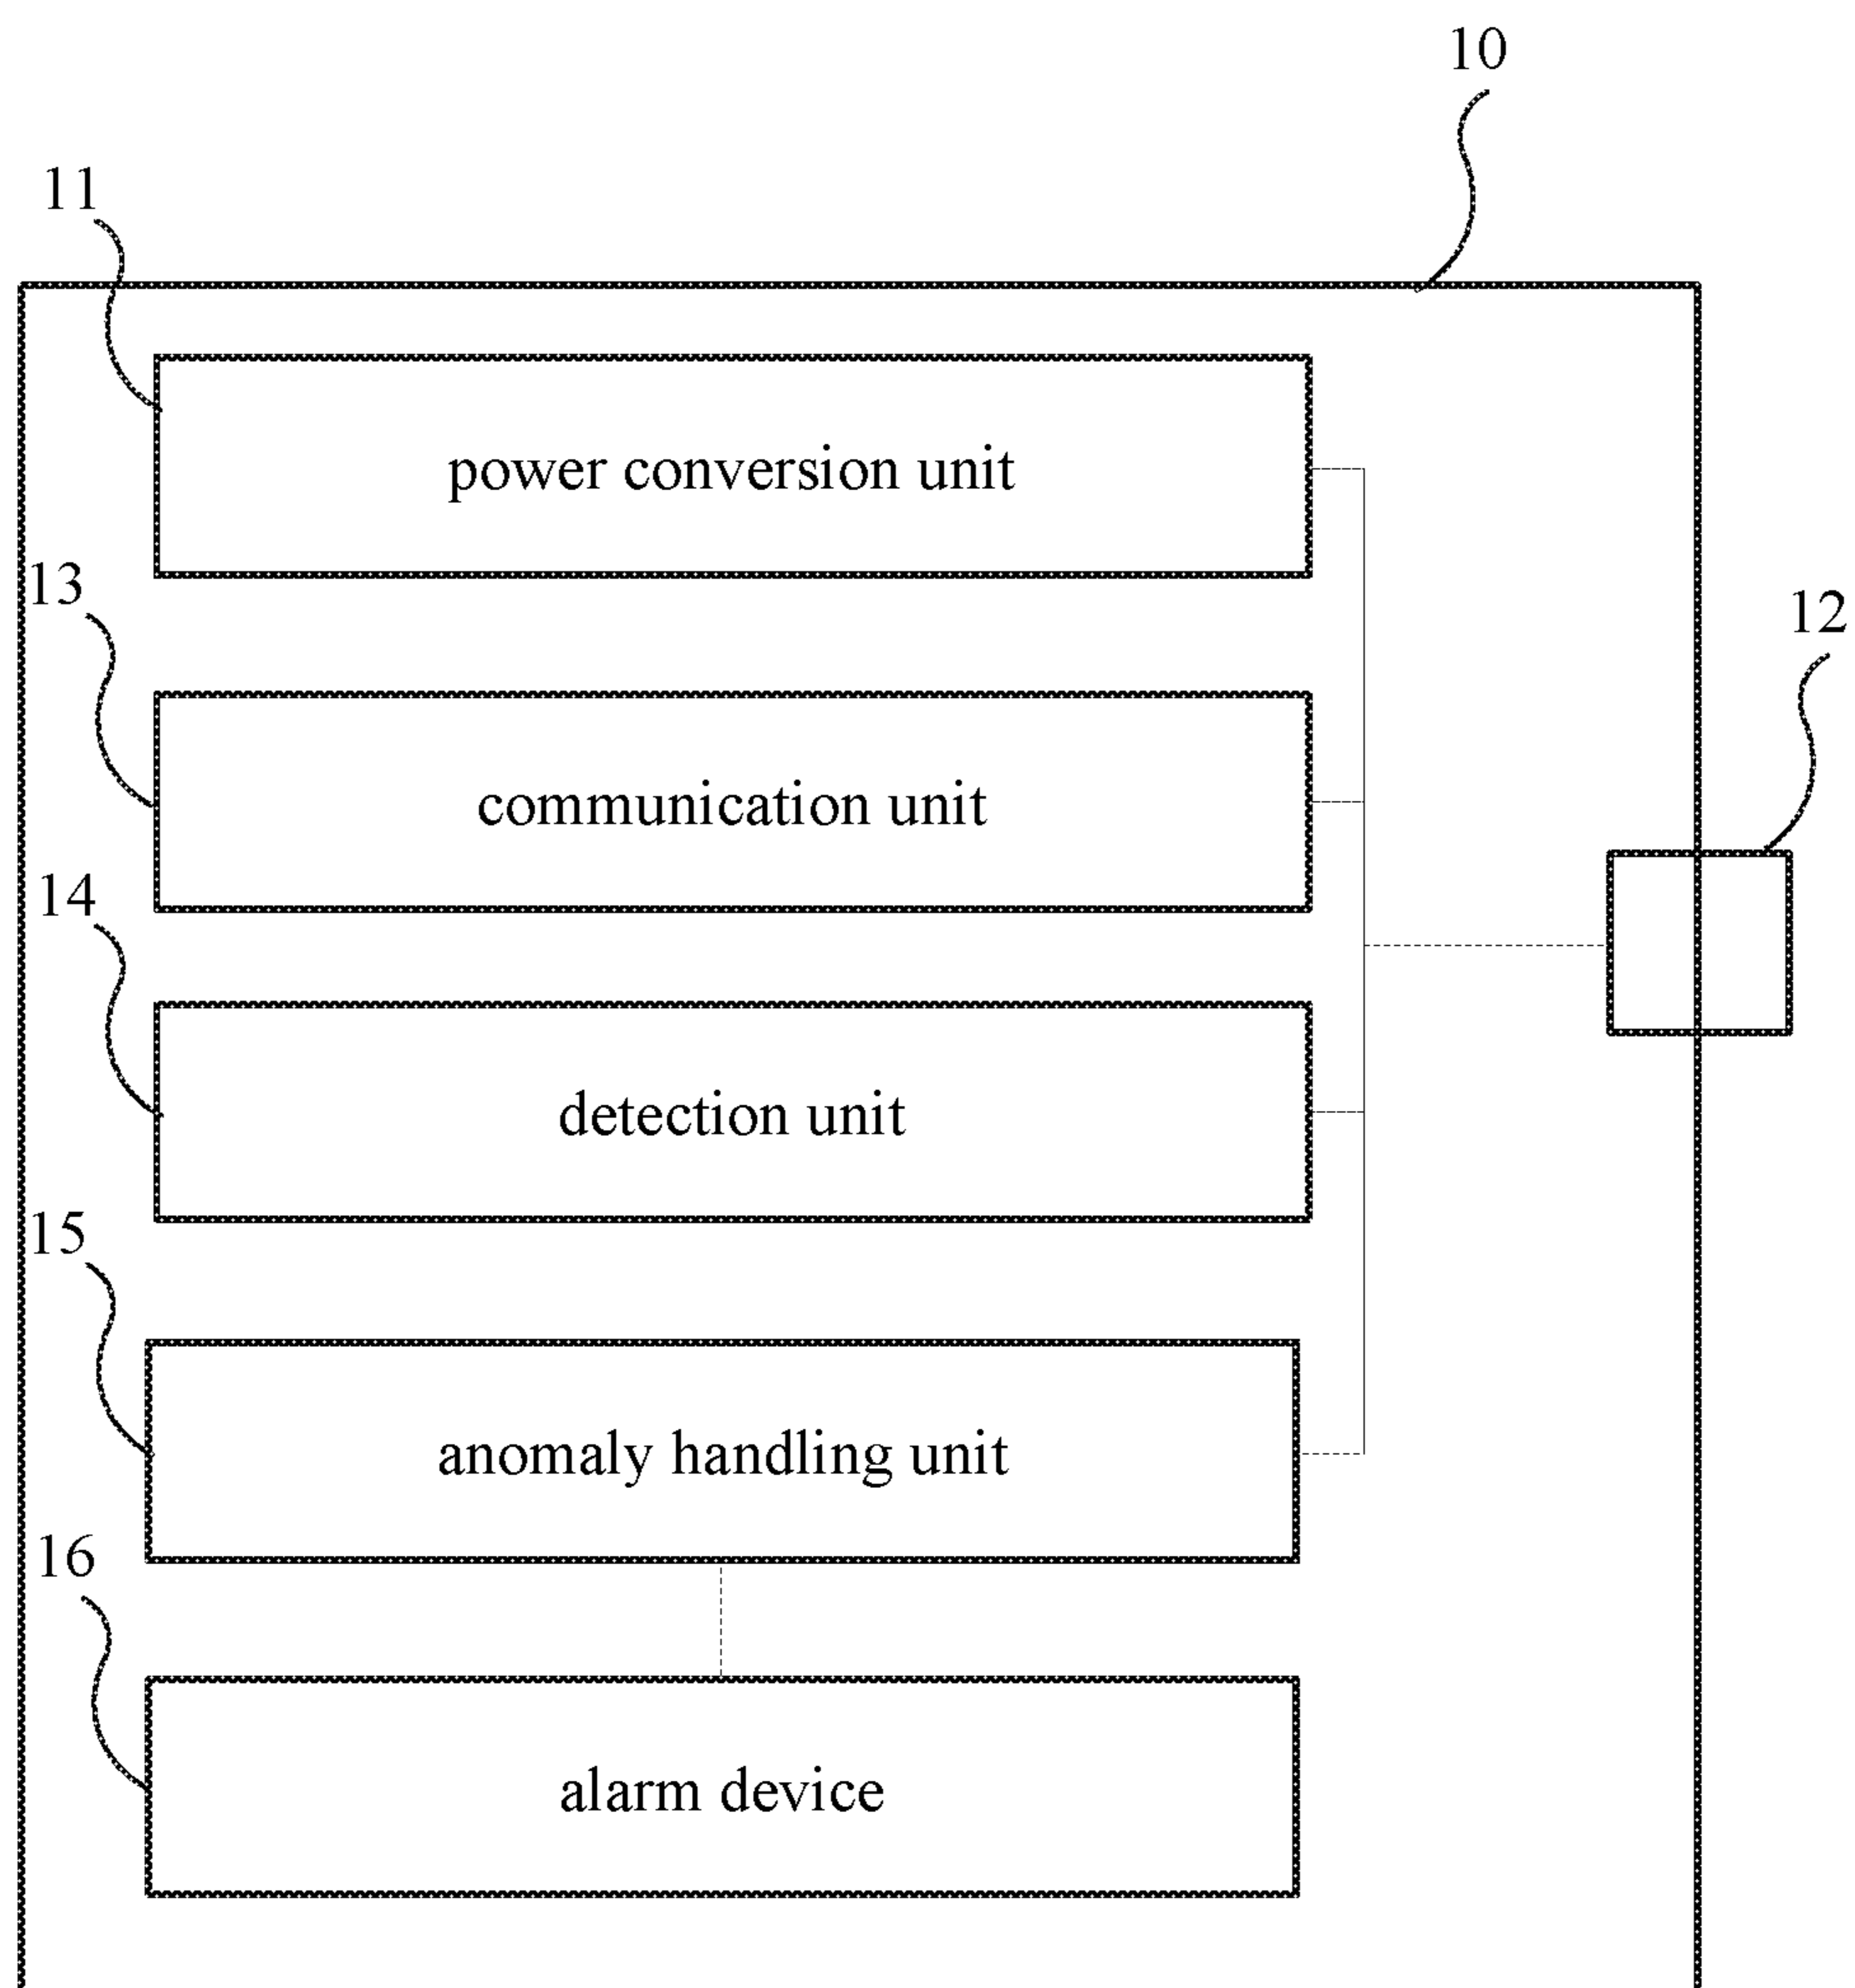 10
11
power conversion unit
13
12
communication unit
14
detection unit
15
anomaly handling unit
16
alarm device